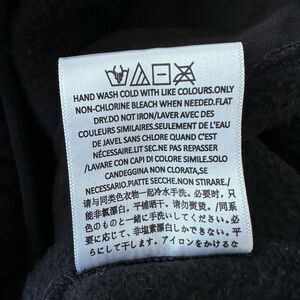 HAND WASH COLD WITH LIKE COLOURS.ONLY
NON-CHLORINE BLEACH WHEN NEEDED.FLAT
DRY.DO NOT IRON/LAVER AVEC DES
COULEURS SIMILAIRES.SEULEMENT DE L'EAU
DE JAVEL SANS CHLORE QUAND C'EST
NÉCESSAIRE.LIT SEC.NE PAS REPASSER
/LAVARE CON CAPI DI COLORE SIMILE.SOLO
CANDEGGINA NON CLORATA,SE
NECESSARIO.PIATTE SECCHE.NON STIRARE./
请与同类色衣物一起冷水手洗。必要时，只
能非氯漂白。平铺晒干。请勿熨烫。/同系
色のものと一緒に手洗いしてください。必
要に応じて、非塩素漂白しかできない。平
らにして干します。アイロンをかけるな